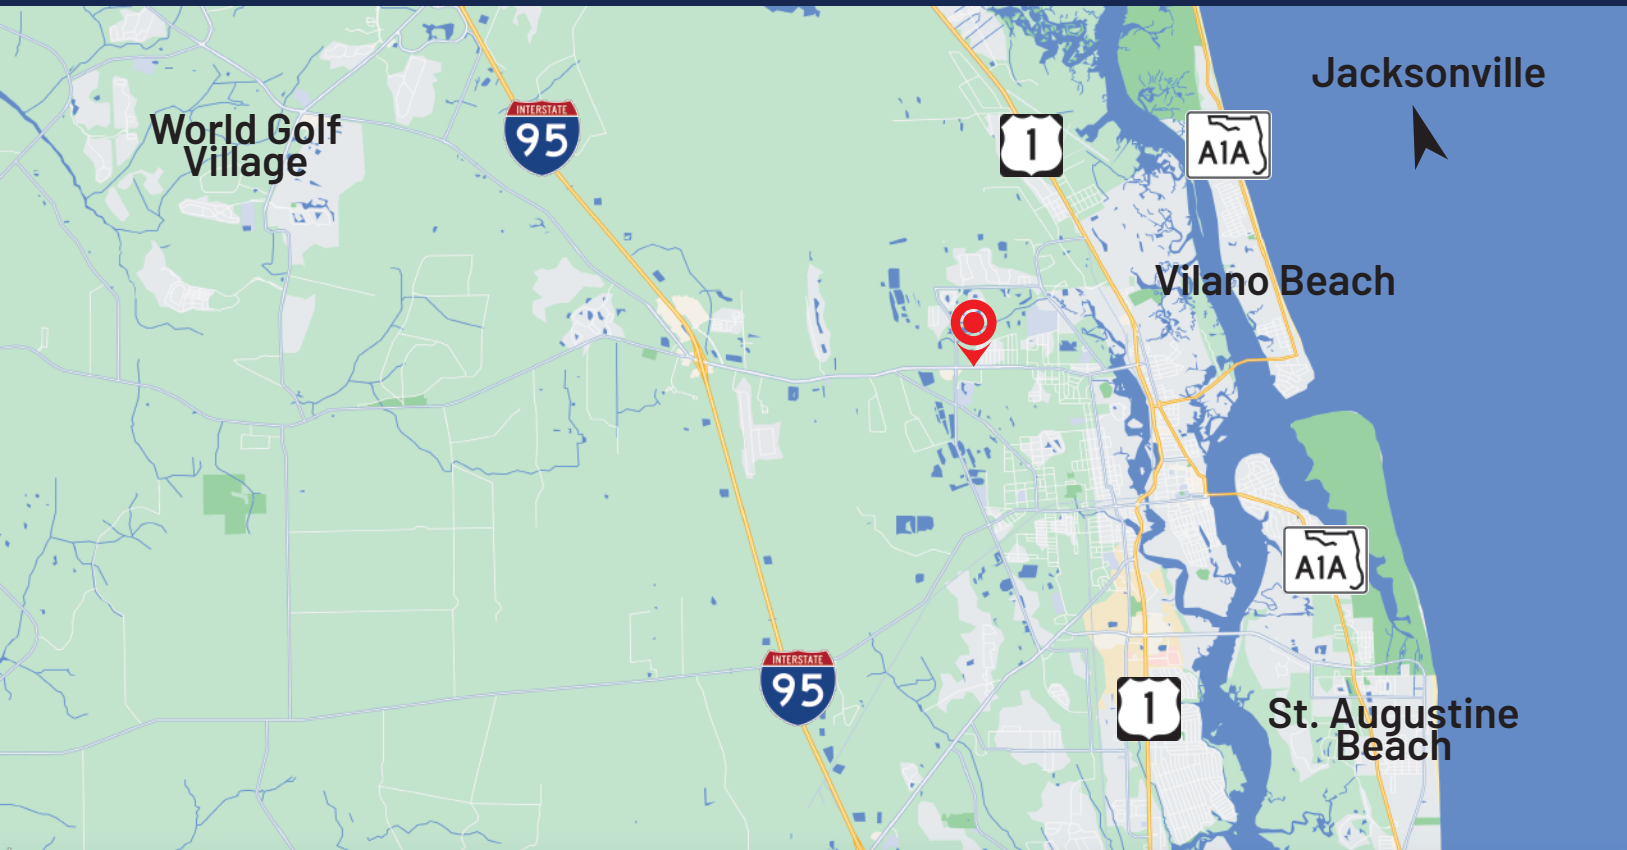 Jacksonville
INTERSTATE
95
1
A1A
World Golf
Village
Vilano Beach
A1A
INTERSTATE
95
1
St. Augustine
Beach